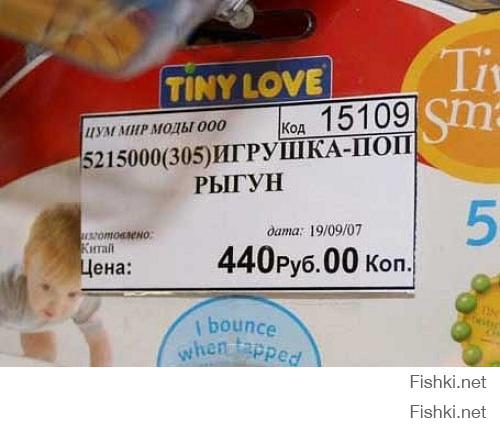 TINY LOVE
ЦУМ МИР МОДЫ ООО
Код 15109
5215000(305)ИГРУШКА-ПОП
РЫГУН
изготовлено:
дата: 19/09/07
Китай
Цена:
440Руб.00 Коп.
5
I bounce
when tapped
Fishki.net
Fishki.net